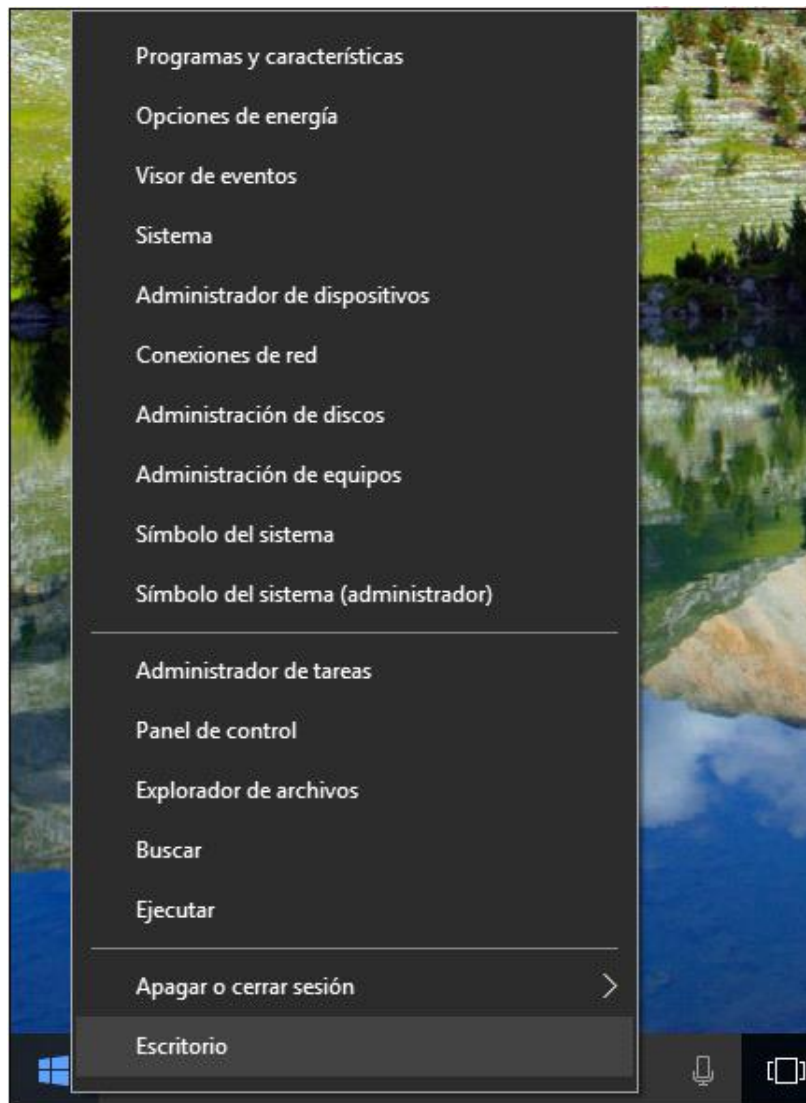 Programas y características
Opciones de energía
Visor de eventos
Sistema
Administrador de dispositivos
Conexiones de red
Administración de discos
Administración de equipos
Símbolo del sistema
Símbolo del sistema (administrador)
Administrador de tareas
Panel de control
Explorador de archivos
Buscar
Ejecutar
Apagar o cerrar sesión
Escritorio